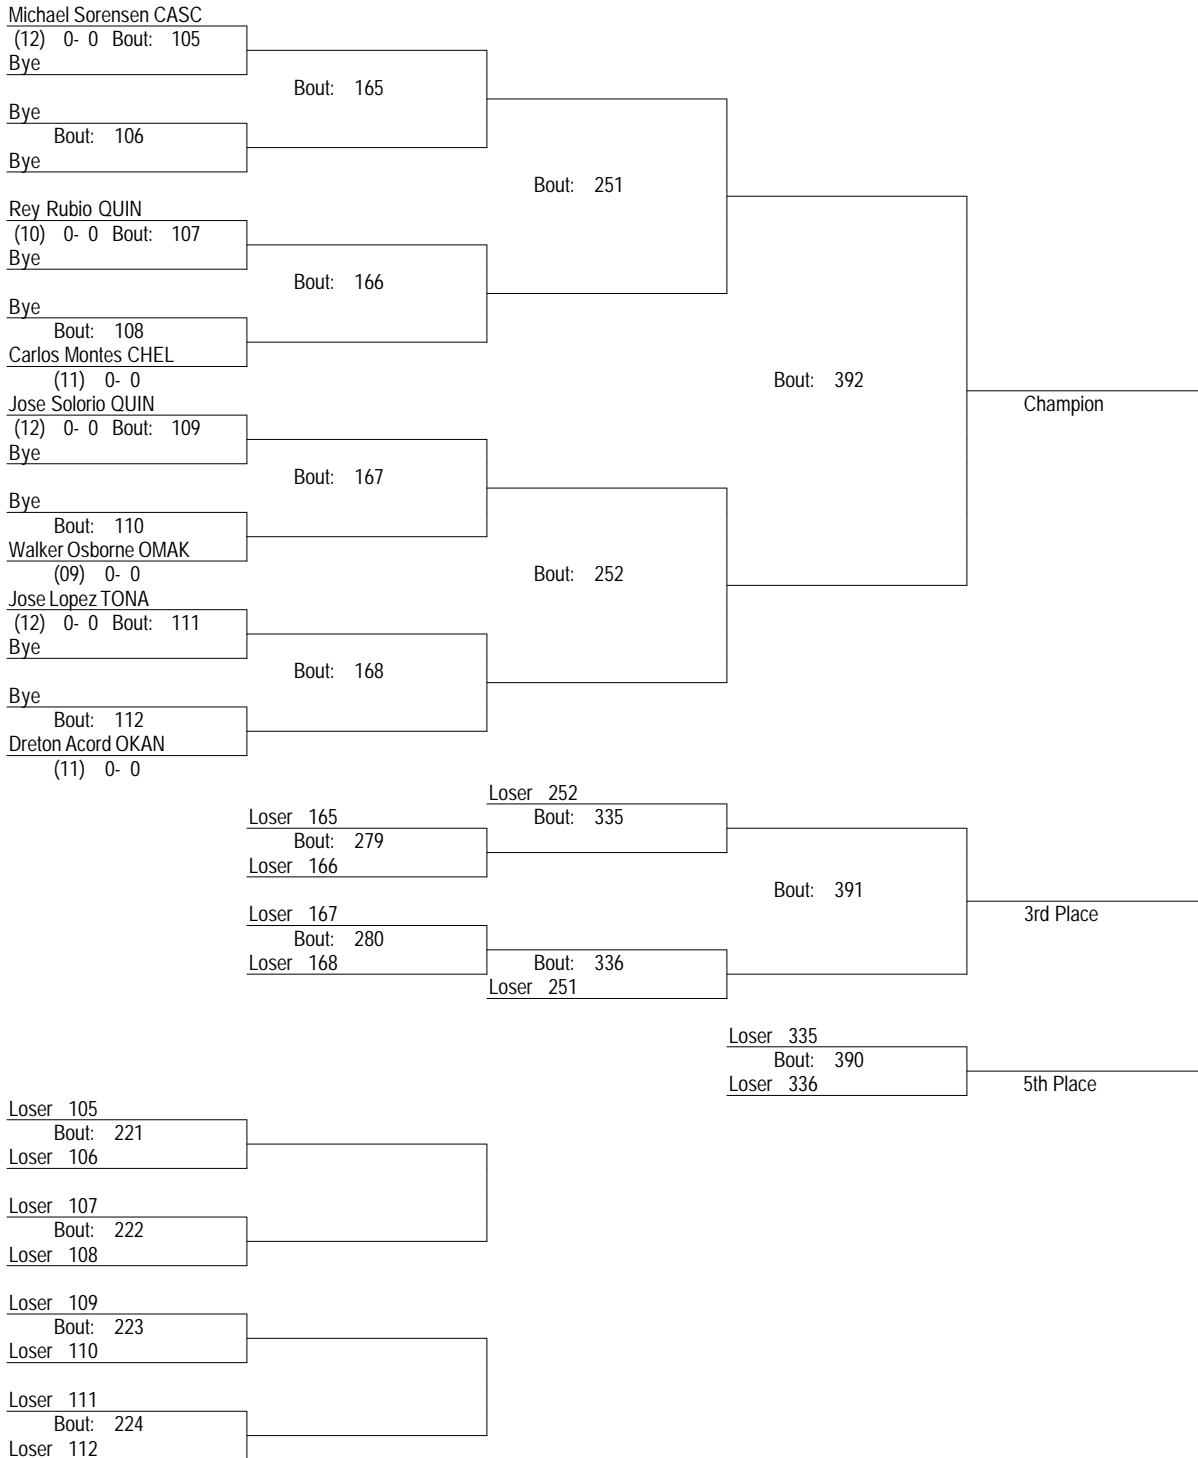 Michael Sorensen CASC
(12) 0- 0 Bout: 105
Bye
Bout: 165
Bye
Bout: 106
Bye
Bout: 251
Rey Rubio QUIN
(10) 0- 0 Bout: 107
Bye
Bout: 166
Bye
Bout: 108
Carlos Montes CHEL
(11) 0- 0
Bout: 392
Champion
Jose Solorio QUIN
(12) 0- 0 Bout: 109
Bye
Bout: 167
Bye
Bout: 110
Walker Osborne OMAK
(09) 0- 0
Bout: 252
Jose Lopez TONA
(12) 0- 0 Bout: 111
Bye
Bout: 168
Bye
Bout: 112
Dreton Acord OKAN
(11) 0- 0
Loser 252
Bout: 335
Loser 165
Bout: 279
Loser 166
Bout: 391
3rd Place
Loser 167
Bout: 280
Loser 168
Bout: 336
Loser 251
Loser 335
Bout: 390
Loser 336
5th Place
Loser 105
Bout: 221
Loser 106
Loser 107
Bout: 222
Loser 108
Loser 109
Bout: 223
Loser 110
Loser 111
Bout: 224
Loser 112